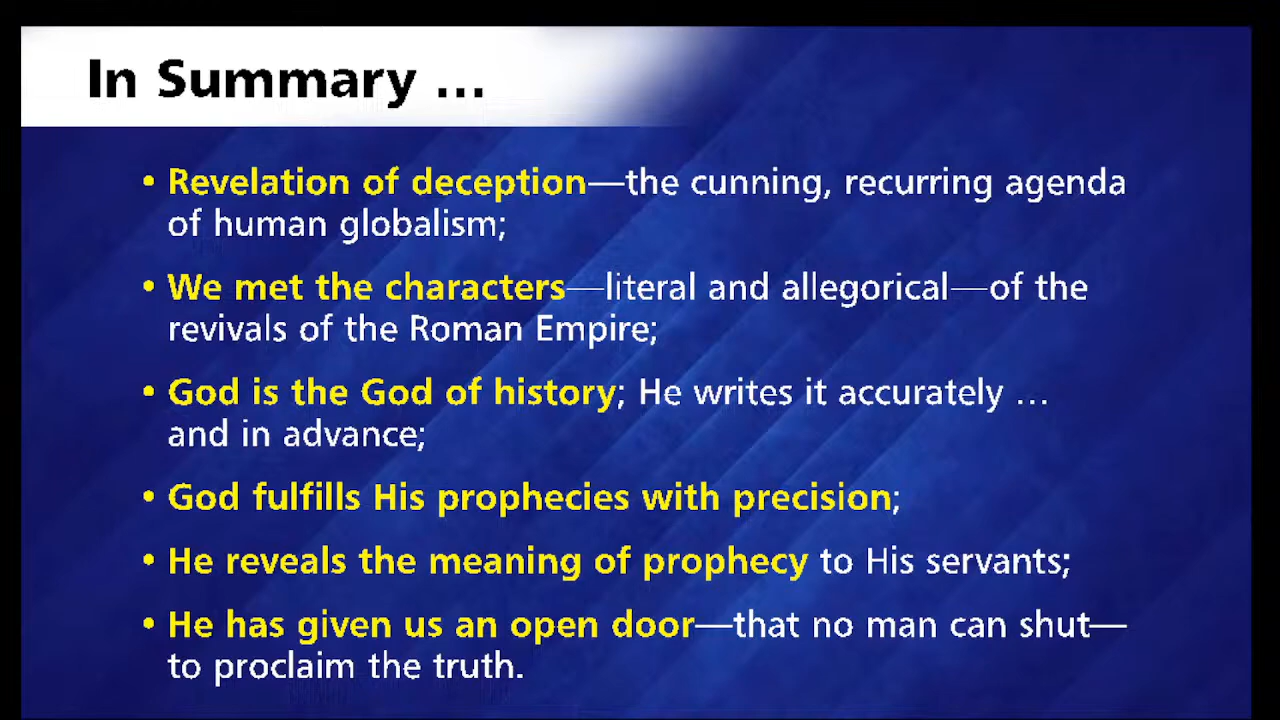 In Summary …
• Revelation of deception—the cunning, recurring agenda
of human globalism;
• We met the characters—literal and allegorical—of the
revivals of the Roman Empire;
• God is the God of history; He writes it accurately …
and in advance;
• God fulfills His prophecies with precision;
• He reveals the meaning of prophecy to His servants;
• He has given us an open door—that no man can shut—
to proclaim the truth.